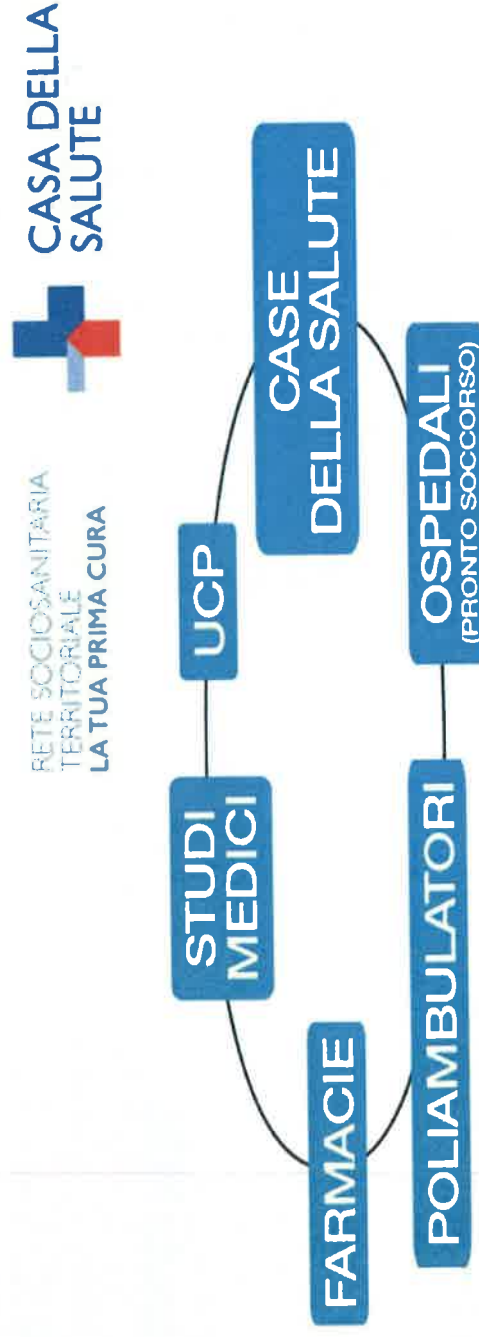 RETE SOCIOSANITARIA
TERRITORIALE
LA TUA PRIMA CURA
CASA DELLA
SALUTE
STUDI
MEDICI
UCP
CASE
DELLA SALUTE
FARMACIE
POLIAMBULATORI
OSPEDALI
(PRONTO SOCCORSO)